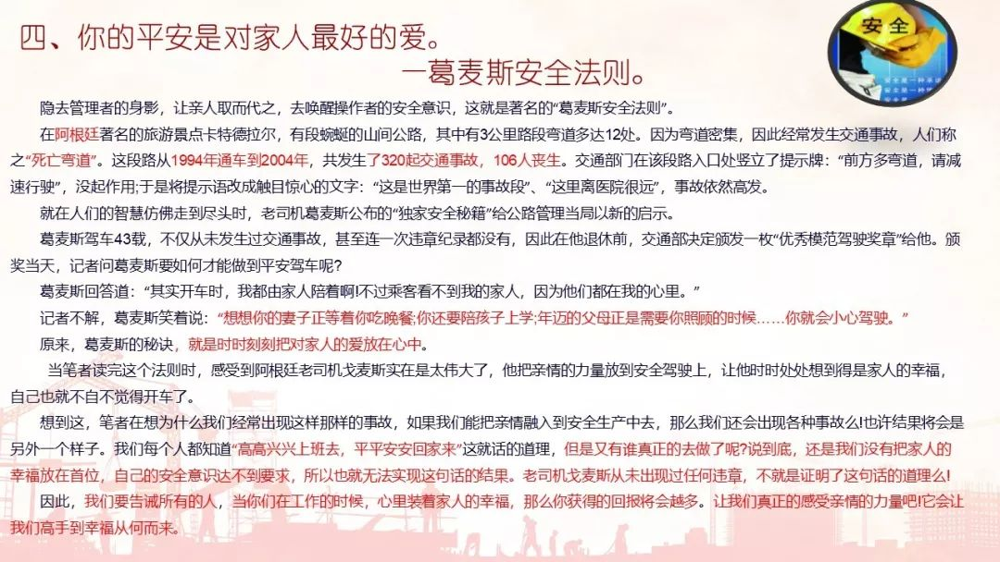 四、你的平安是对家人最好的爱。
—葛麦斯安全法则。
安全
安全是一种承诺
隐去管理者的身影，让亲人取而代之，去唤醒操作者的安全意识，这就是著名的“葛麦斯安全法则”。
在阿根廷著名的旅游景点卡特德拉尔，有段蜿蜒的山间公路，其中有3公里路段弯道多达12处。因为弯道密集，因此经常发生交通事故，人们称
之“死亡弯道”。这段路从1994年通车到2004年，共发生了320起交通事故，106人丧生。交通部门在该段路入口处竖立了提示牌：“前方多弯道，请减
速行驶”，没起作用;于是将提示语改成触目惊心的文字：“这是世界第一的事故段”、“这里离医院很远”，事故依然高发。
就在人们的智慧仿佛走到尽头时，老司机葛麦斯公布的“独家安全秘籍”给公路管理当局以新的启示。
葛麦斯驾车43载，不仅从未发生过交通事故，甚至连一次违章纪录都没有，因此在他退休前，交通部决定颁发一枚“优秀模范驾驶奖章”给他。颁
奖当天，记者问葛麦斯要如何才能做到平安驾车呢?
葛麦斯回答道：“其实开车时，我都由家人陪着啊!不过乘客看不到我的家人，因为他们都在我的心里。”
记者不解，葛麦斯笑着说：“想想你的妻子正等着你吃晚餐;你还要陪孩子上学;年迈的父母正是需要你照顾的时候……你就会小心驾驶。”
原来，葛麦斯的秘诀，就是时时刻刻把对家人的爱放在心中。
当笔者读完这个法则时，感受到阿根廷老司机戈麦斯实在是太伟大了，他把亲情的力量放到安全驾驶上，让他时时处处想到得是家人的幸福，
自己也就不自不觉得开车了。
想到这，笔者在想为什么我们经常出现这样那样的事故，如果我们能把亲情融入到安全生产中去，那么我们还会出现各种事故么!也许结果将会是
另外一个样子。我们每个人都知道“高高兴兴上班去，平平安安回家来”这就话的道理，但是又有谁真正的去做了呢?说到底，还是我们没有把家人的
幸福放在首位，自己的安全意识达不到要求，所以也就无法实现这句话的结果。老司机戈麦斯从未出现过任何违章，不就是证明了这句话的道理么!
因此，我们要告诫所有的人，当你们在工作的时候，心里装着家人的幸福，那么你获得的回报将会越多。让我们真正的感受亲情的力量吧!它会让
我们高手到幸福从何而来。